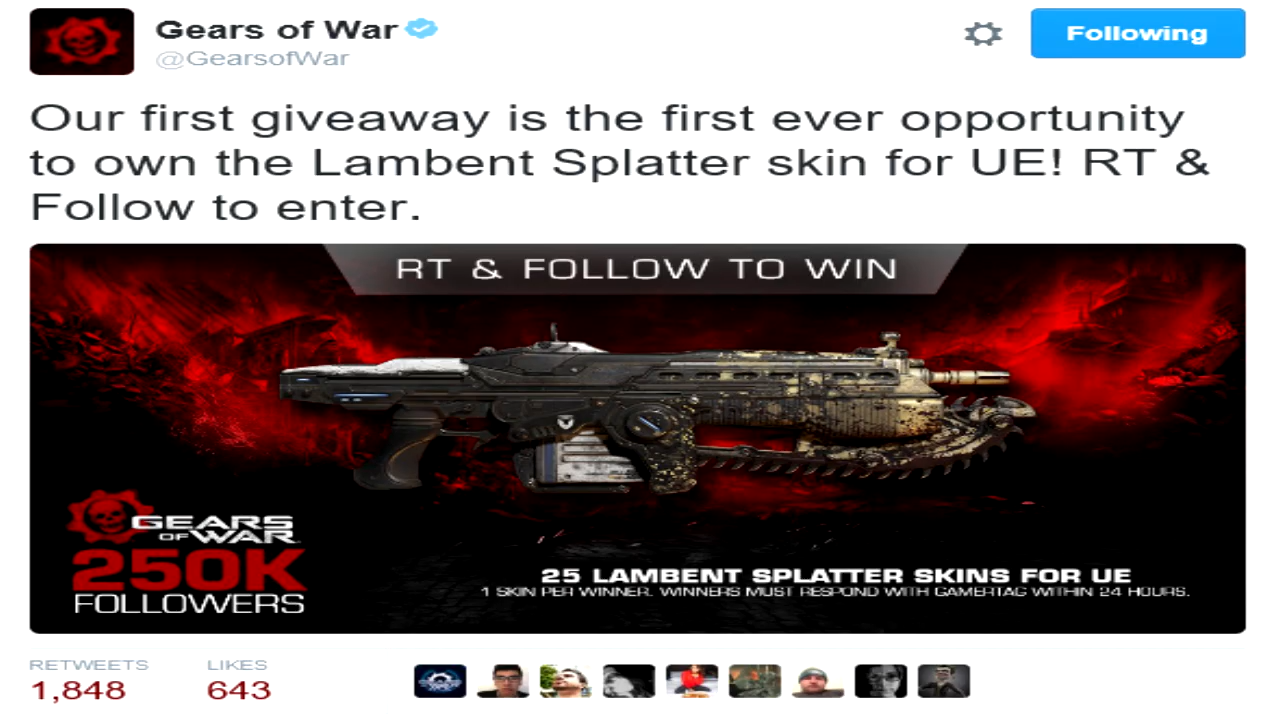 Gears of War
@GearsofWar
Following
Our first giveaway is the first ever opportunity
to own the Lambent Splatter skin for UE! RT &
Follow to enter.
RT & FOLLOW TO WIN
GEARS
OF WAR
250K
FOLLOWERS
25 LAMBENT SPLATTER SKINS FOR UE
1 SKIN PER WINNER. WINNERS MUST RESPOND WITH GAMERTAG WITHIN 24 HOURS.
RETWEETS LIKES
1,848 643